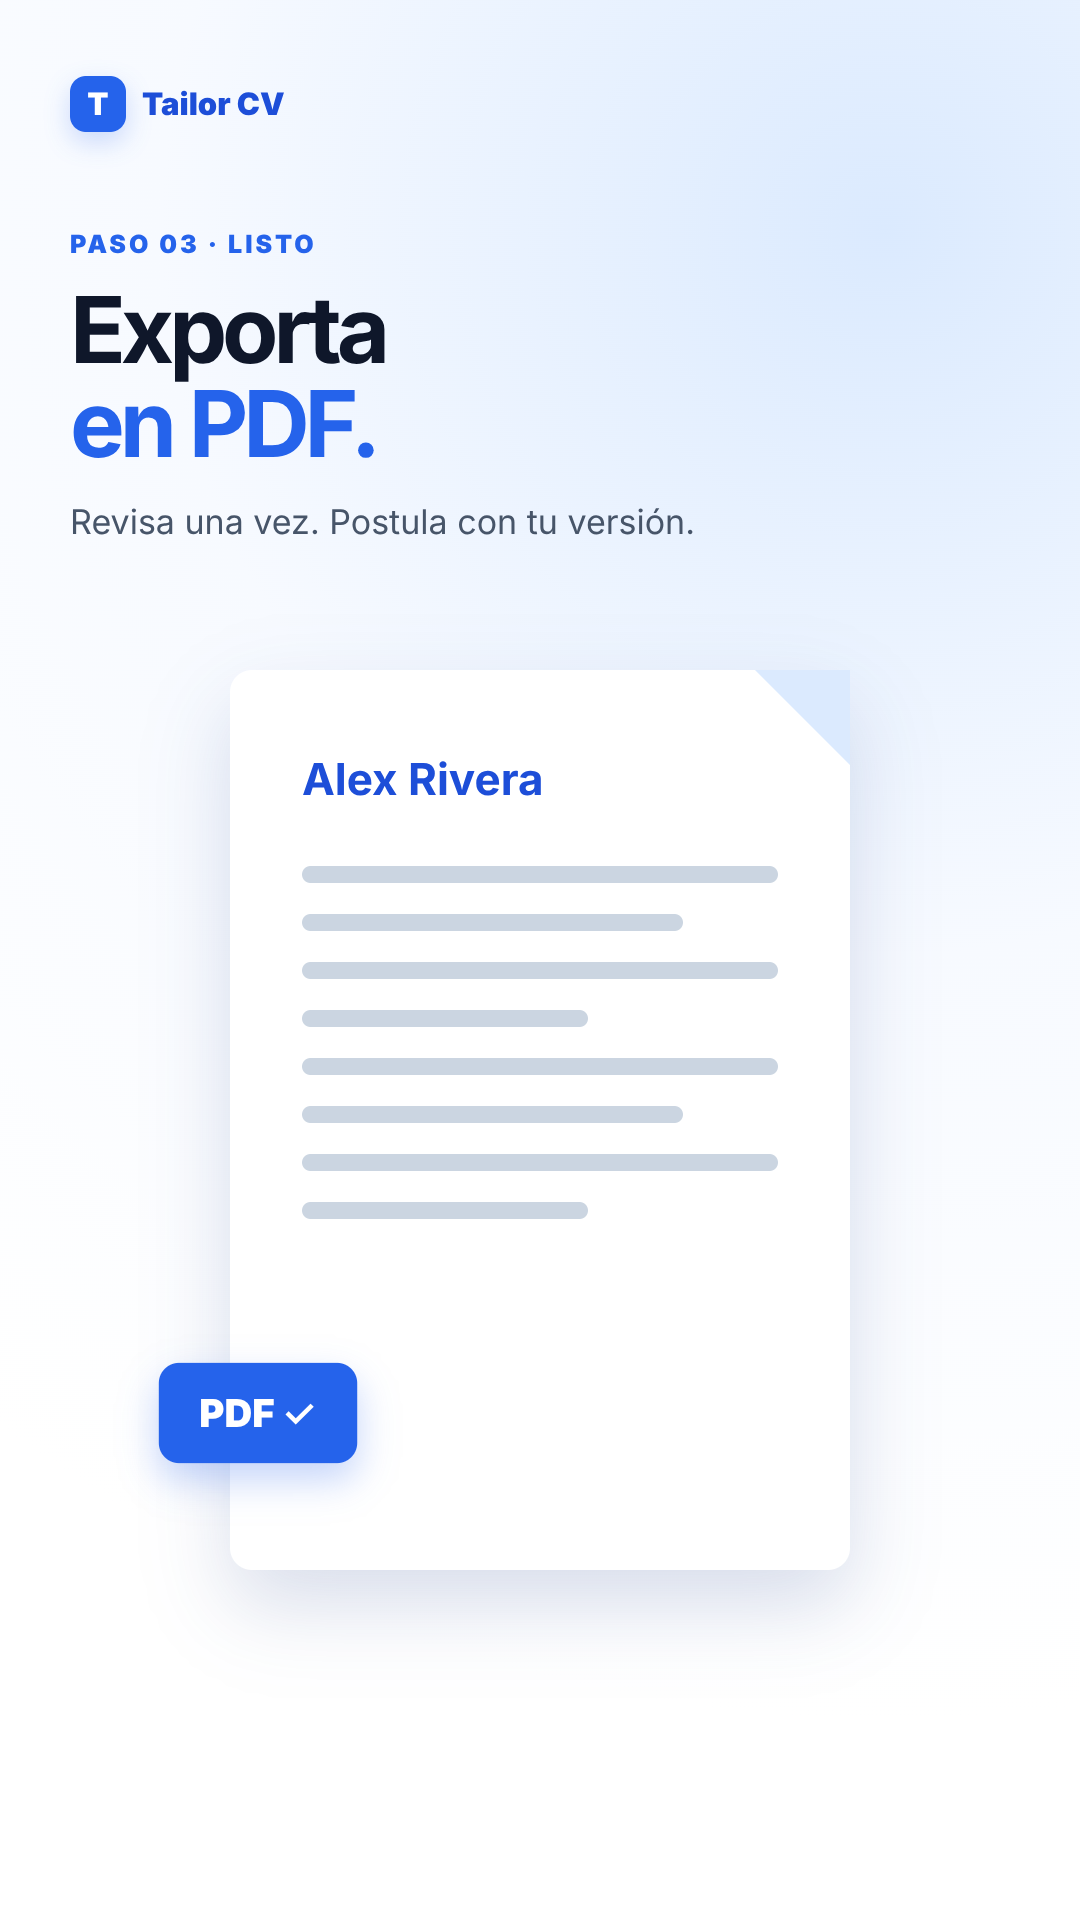 T Tailor CV
PASO 03 · LISTO
Exporta
en PDF.
Revisa una vez. Postula con tu versión.
Alex Rivera
PDF ✓